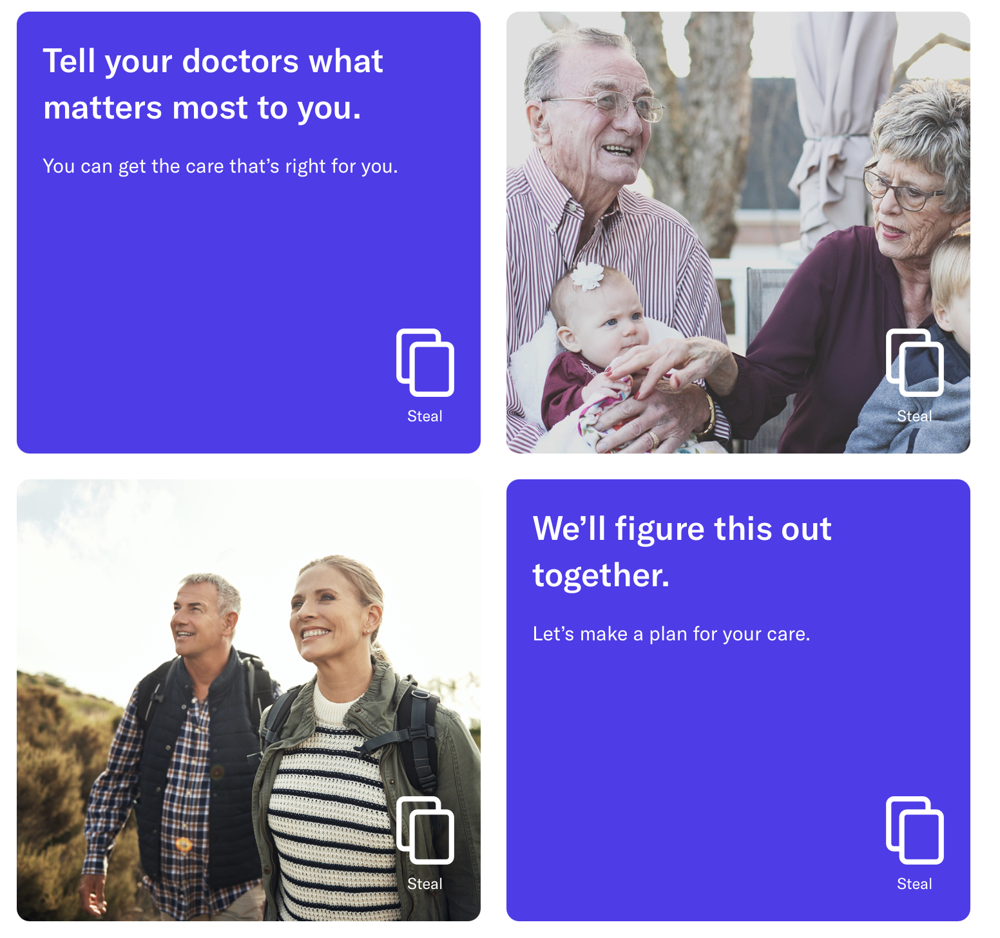 Tell your doctors what
matters most to you.
You can get the care that’s right for you.
Steal
Steal
Steal
We’ll figure this out
together.
Let’s make a plan for your care.
Steal